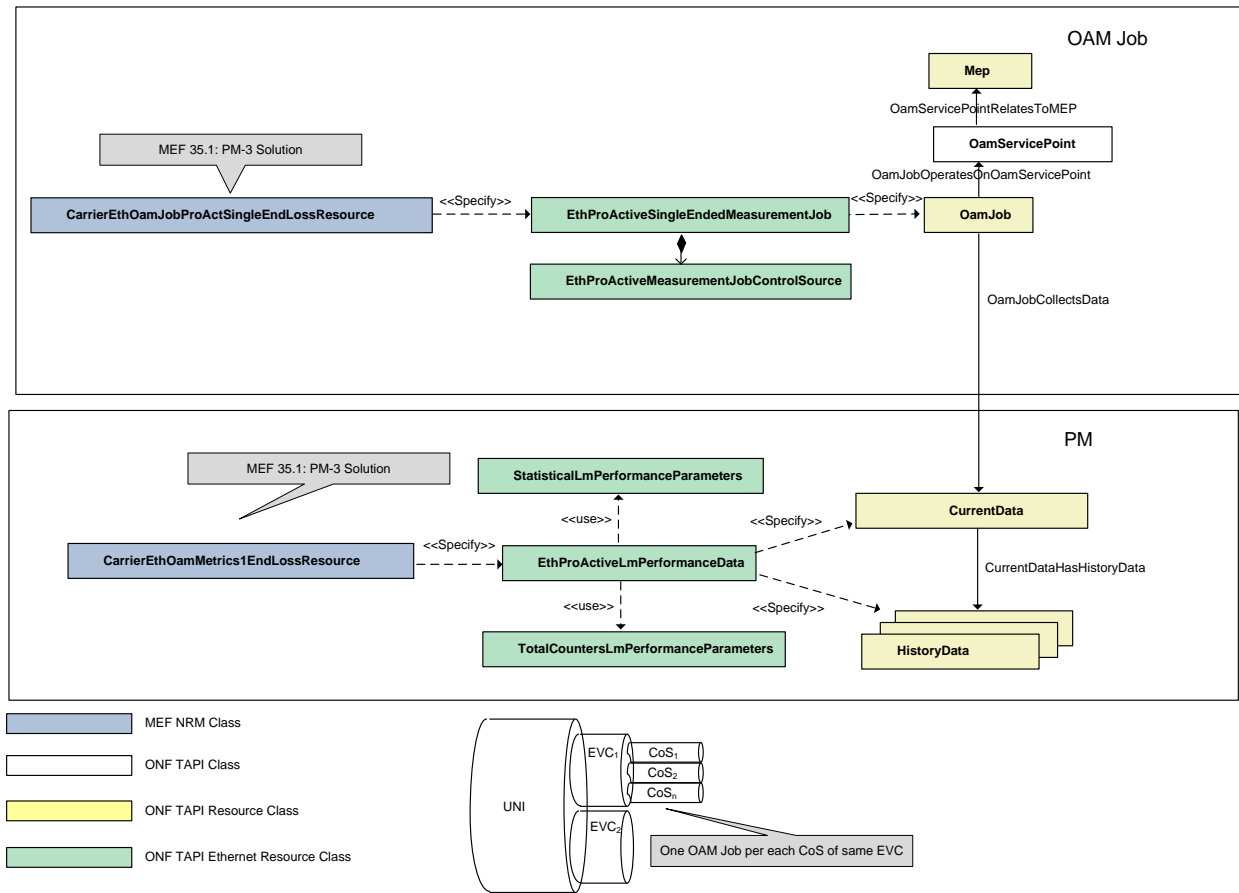 OAM Job
Mep
OamServicePointRelatesToMEP
MEF 35.1: PM-3 Solution
OamServicePoint
OamJobOperatesOnOamServicePoint
CarrierEthOamJobProActSingleEndLossResource
<<Specify>>
EthProActiveSingleEndedMeasurementJob
<<Specify>>
OamJob
EthProActiveMeasurementJobControlSource
OamJobCollectsData
PM
MEF 35.1: PM-3 Solution
StatisticalLmPerformanceParameters
CurrentData
<<use>>
<<Specify>>
<<Specify>>
CarrierEthOamMetrics1EndLossResource
EthProActiveLmPerformanceData
CurrentDataHasHistoryData
<<use>>
<<Specify>>
TotalCountersLmPerformanceParameters
HistoryData
MEF NRM Class
ONF TAPI Class
ONF TAPI Resource Class
ONF TAPI Ethernet Resource Class
UNI
EVC1
CoS1
CoS2
CoSn
EVC2
One OAM Job per each CoS of same EVC